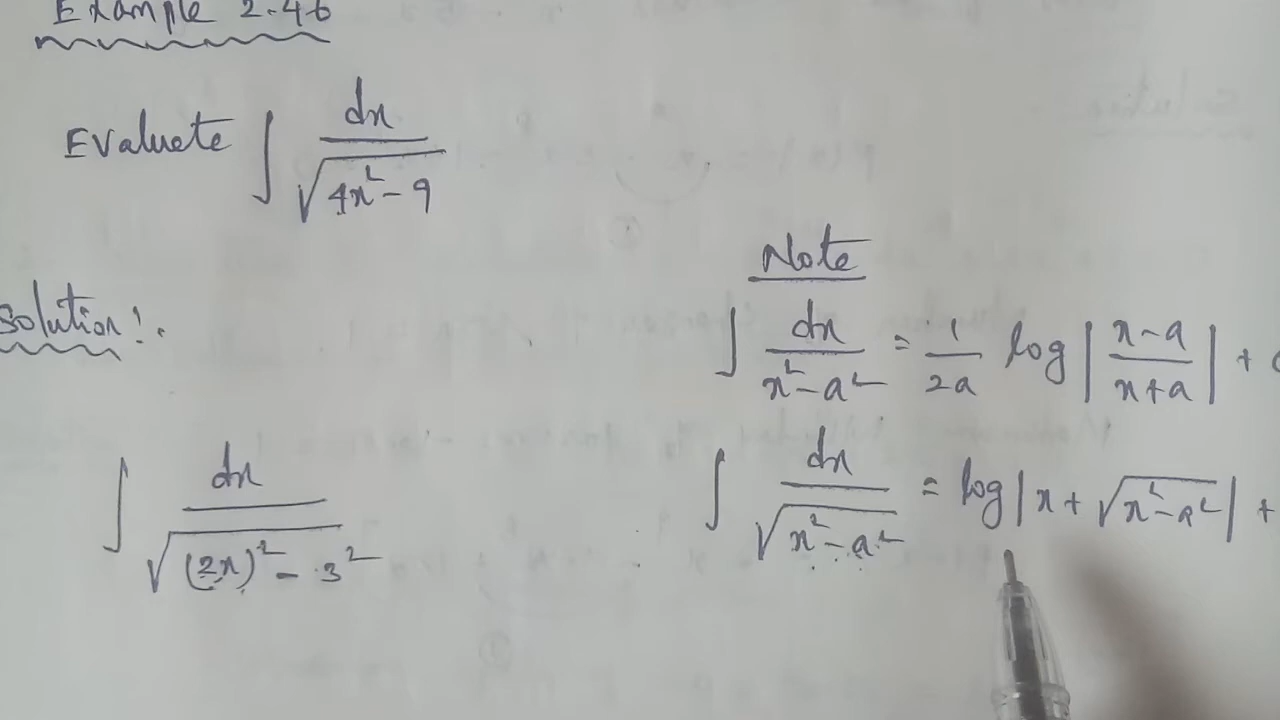 Example 2.46
Evaluate ∫ dx / √(4x² - 9)
Solution!.
∫ dx / √((2x)² - 3²)
Note
∫ dx / (x² - a²) = 1/2a log | (x-a) / (x+a) | +
∫ dx / √(x² - a²) = log | x + √(x² - a²) | +